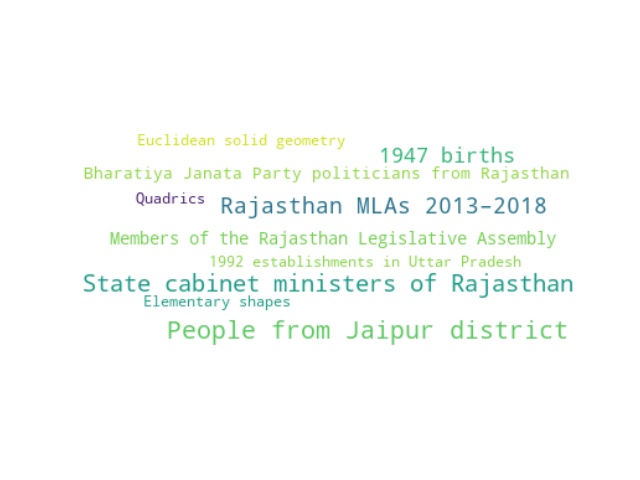 Euclidean solid geometry
1947 births
Bharatiya Janata Party politicians from Rajasthan
Quadrics
Rajasthan MLAs 2013–2018
Members of the Rajasthan Legislative Assembly
1992 establishments in Uttar Pradesh
State cabinet ministers of Rajasthan
Elementary shapes
People from Jaipur district